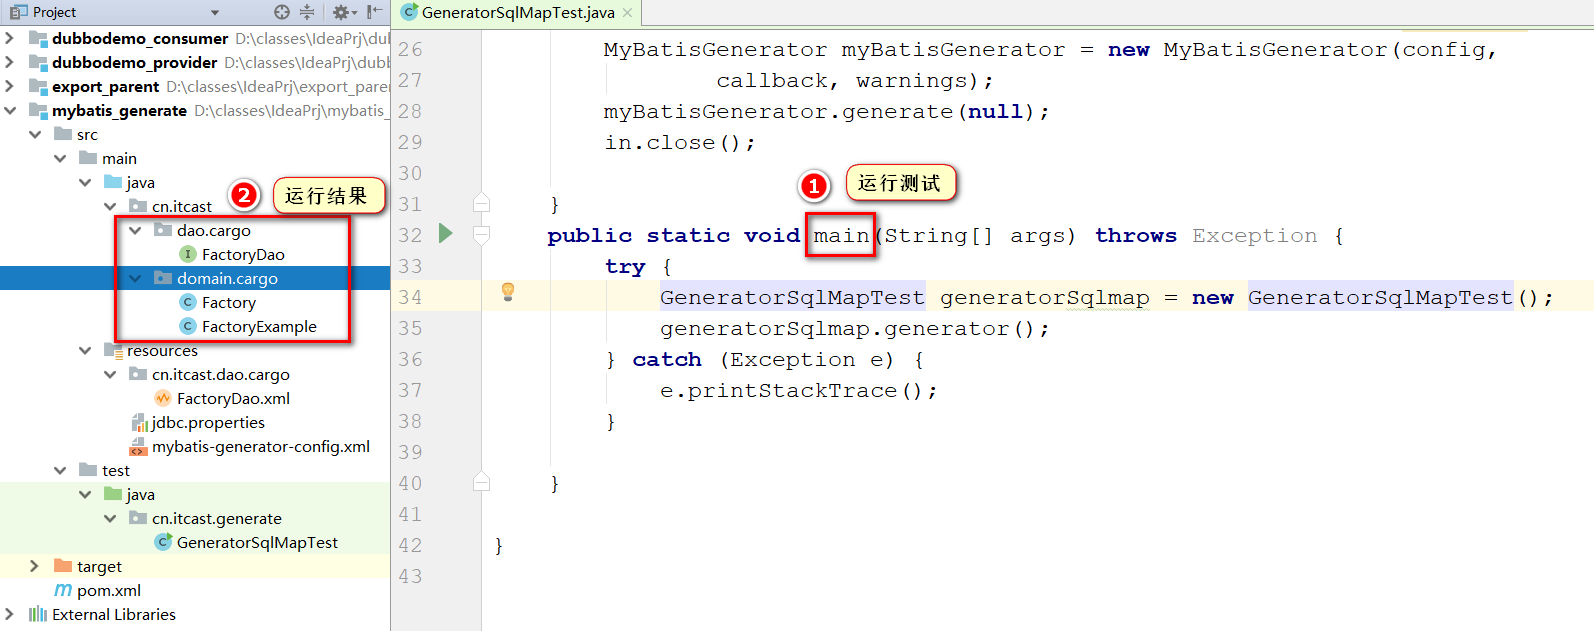 Project
GeneratorSqlMapTest.java
dubbodemo_consumer D:\classes\IdeaPrj\dub
dubbodemo_provider D:\classes\IdeaPrj\dubb
export_parent D:\classes\IdeaPrj\export_parer
mybatis_generate D:\classes\IdeaPrj\mybatis_
src
main
java
cn.itcast
2 运行结果
dao.cargo
FactoryDao
domain.cargo
Factory
FactoryExample
resources
cn.itcast.dao.cargo
FactoryDao.xml
jdbc.properties
mybatis-generator-config.xml
test
java
cn.itcast.generate
GeneratorSqlMapTest
target
pom.xml
External Libraries
26 MyBatisGenerator myBatisGenerator = new MyBatisGenerator(config,
27 callback, warnings);
28 myBatisGenerator.generate(null);
29 in.close();
30
1 运行测试
31 }
32 public static void main(String[] args) throws Exception {
33 try {
34 GeneratorSqlMapTest generatorSqlmap = new GeneratorSqlMapTest();
35 generatorSqlmap.generator();
36 } catch (Exception e) {
37 e.printStackTrace();
38 }
39
40 }
41
42 }
43